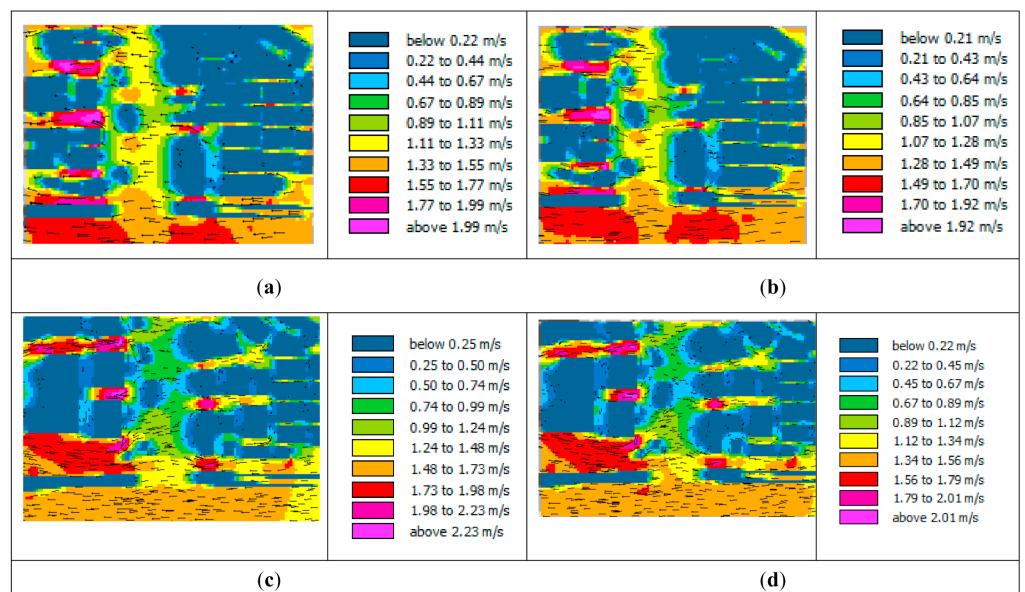 below 0.22 m/s
0.22 to 0.44 m/s
0.44 to 0.67 m/s
0.67 to 0.89 m/s
0.89 to 1.11 m/s
1.11 to 1.33 m/s
1.33 to 1.55 m/s
1.55 to 1.77 m/s
1.77 to 1.99 m/s
above 1.99 m/s
below 0.21 m/s
0.21 to 0.43 m/s
0.43 to 0.64 m/s
0.64 to 0.85 m/s
0.85 to 1.07 m/s
1.07 to 1.28 m/s
1.28 to 1.49 m/s
1.49 to 1.70 m/s
1.70 to 1.92 m/s
above 1.92 m/s
(a)
(b)
below 0.25 m/s
0.25 to 0.50 m/s
0.50 to 0.74 m/s
0.74 to 0.99 m/s
0.99 to 1.24 m/s
1.24 to 1.48 m/s
1.48 to 1.73 m/s
1.73 to 1.98 m/s
1.98 to 2.23 m/s
above 2.23 m/s
below 0.22 m/s
0.22 to 0.45 m/s
0.45 to 0.67 m/s
0.67 to 0.89 m/s
0.89 to 1.12 m/s
1.12 to 1.34 m/s
1.34 to 1.56 m/s
1.56 to 1.79 m/s
1.79 to 2.01 m/s
above 2.01 m/s
(c)
(d)